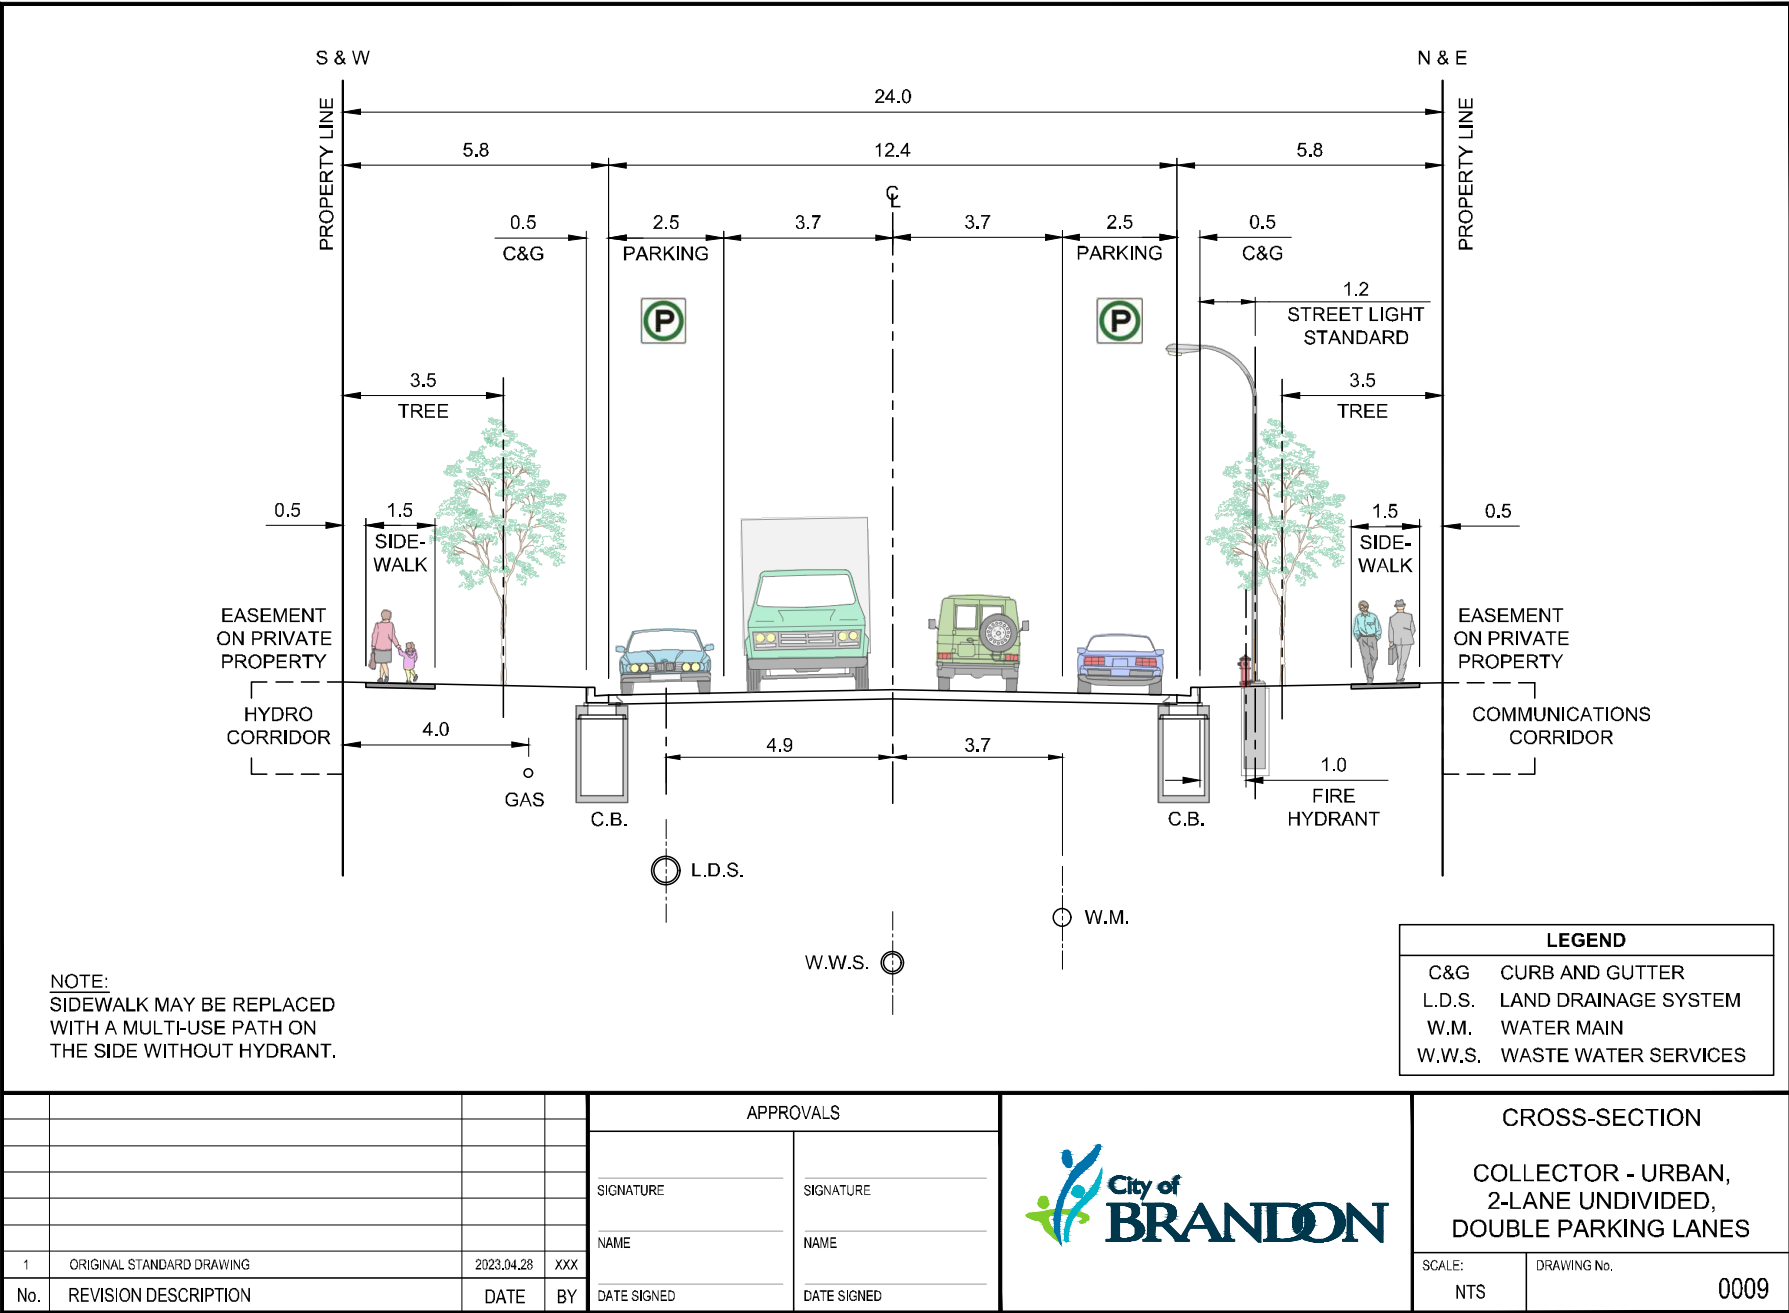 S & W
N & E
PROPERTY LINE
PROPERTY LINE
24.0
5.8
12.4
5.8
CL
0.5
C&G
2.5
PARKING
3.7
3.7
2.5
PARKING
0.5
C&G
P
P
1.2
STREET LIGHT
STANDARD
3.5
TREE
3.5
TREE
0.5
1.5
SIDE-
WALK
1.5
SIDE-
WALK
0.5
EASEMENT
ON PRIVATE
PROPERTY
EASEMENT
ON PRIVATE
PROPERTY
HYDRO
CORRIDOR
4.0
GAS
4.9
3.7
COMMUNICATIONS
CORRIDOR
1.0
FIRE
HYDRANT
C.B.
C.B.
L.D.S.
W.M.
W.W.S.
NOTE:
SIDEWALK MAY BE REPLACED
WITH A MULTI-USE PATH ON
THE SIDE WITHOUT HYDRANT.
LEGEND
C&G CURB AND GUTTER
L.D.S. LAND DRAINAGE SYSTEM
W.M. WATER MAIN
W.W.S. WASTE WATER SERVICES
1 ORIGINAL STANDARD DRAWING 2023.04.28 XXX
No. REVISION DESCRIPTION DATE BY
APPROVALS
SIGNATURE SIGNATURE
NAME NAME
DATE SIGNED DATE SIGNED
City of
BRANDON
CROSS-SECTION
COLLECTOR - URBAN,
2-LANE UNDIVIDED,
DOUBLE PARKING LANES
SCALE:
NTS
DRAWING No.
0009